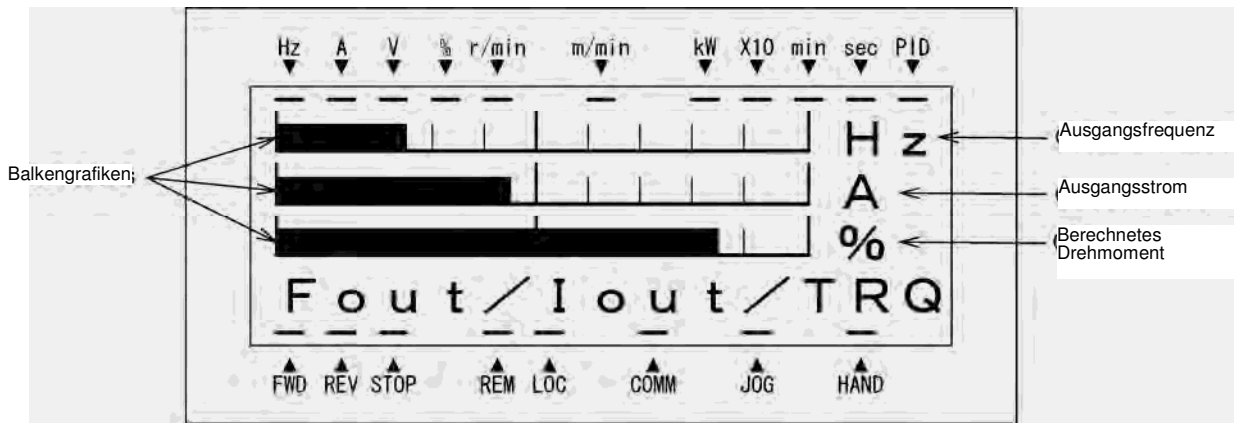 Hz A V % r/min m/min kW X10 min sec PID
Hz
Ausgangsfrequenz
Balkengrafiken
A
Ausgangsstrom
%
Berechnetes
Drehmoment
Fout/Iout/TRQ
FWD REV STOP REM LOC COMM JOG HAND